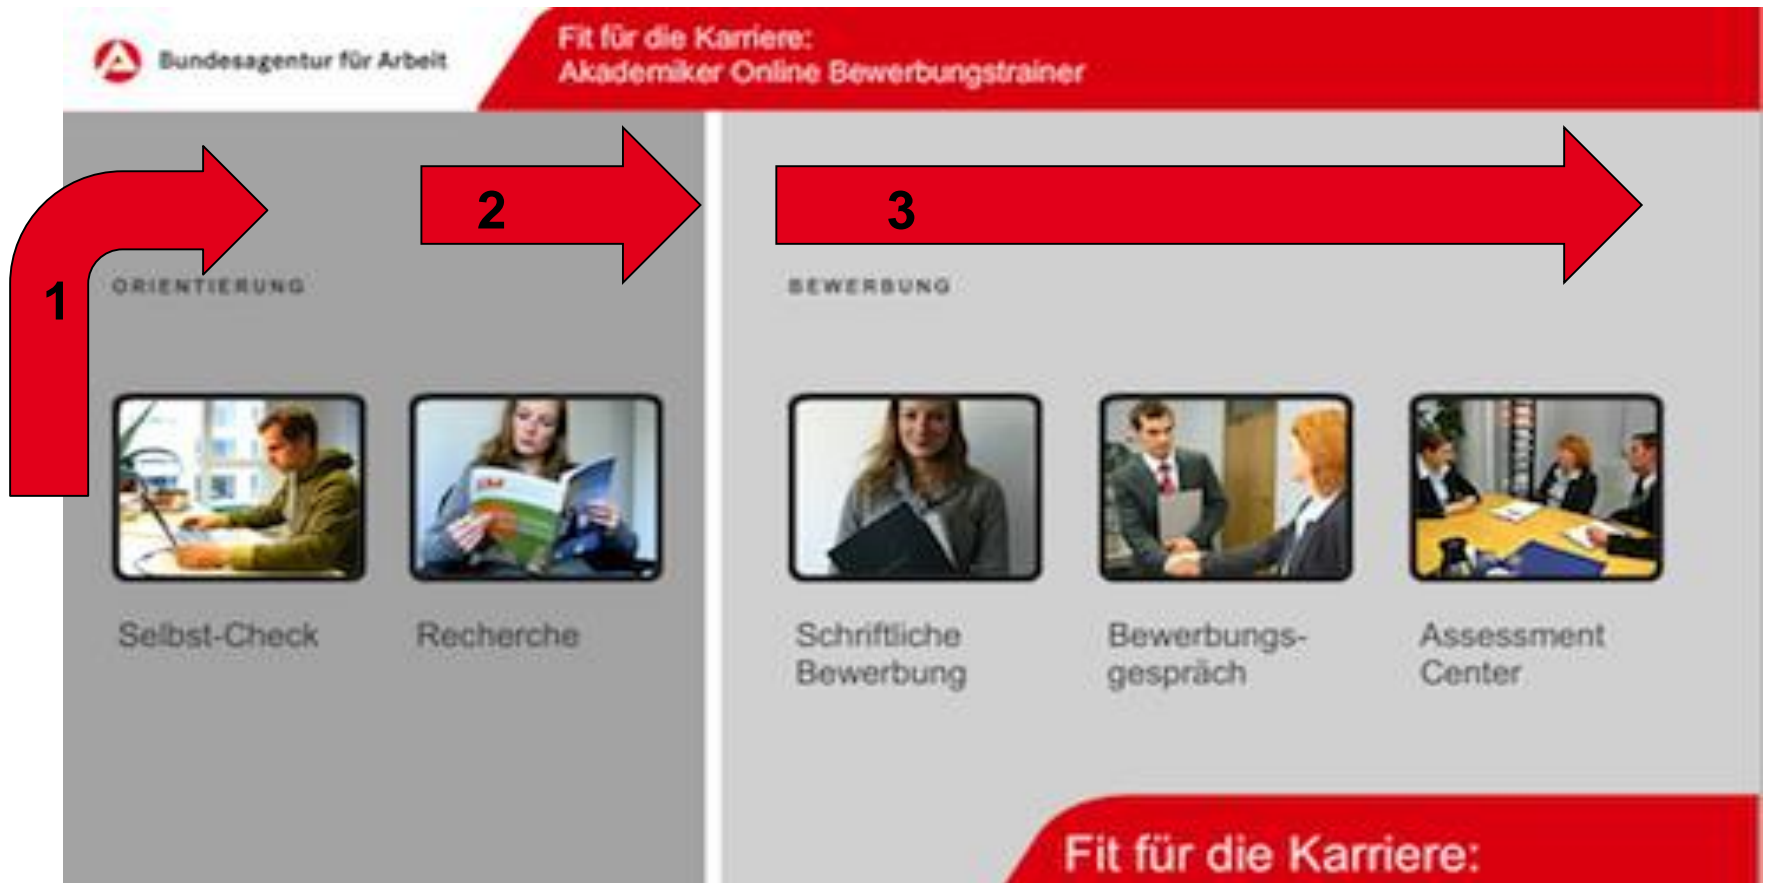 Bundesagentur für Arbeit
Fit für die Karriere:
Akademiker Online Bewerbungstrainer
1
2
3
ORIENTIERUNG
BEWERBUNG
Selbst-Check
Recherche
Schriftliche
Bewerbung
Bewerbungs-
gespräch
Assessment
Center
Fit für die Karriere: